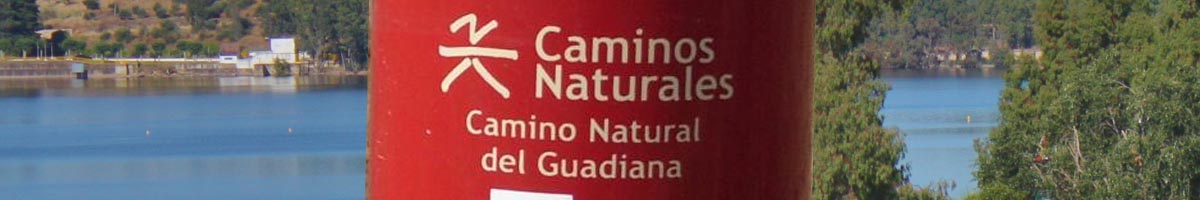 Caminos
Naturales
Camino Natural
del Guadiana